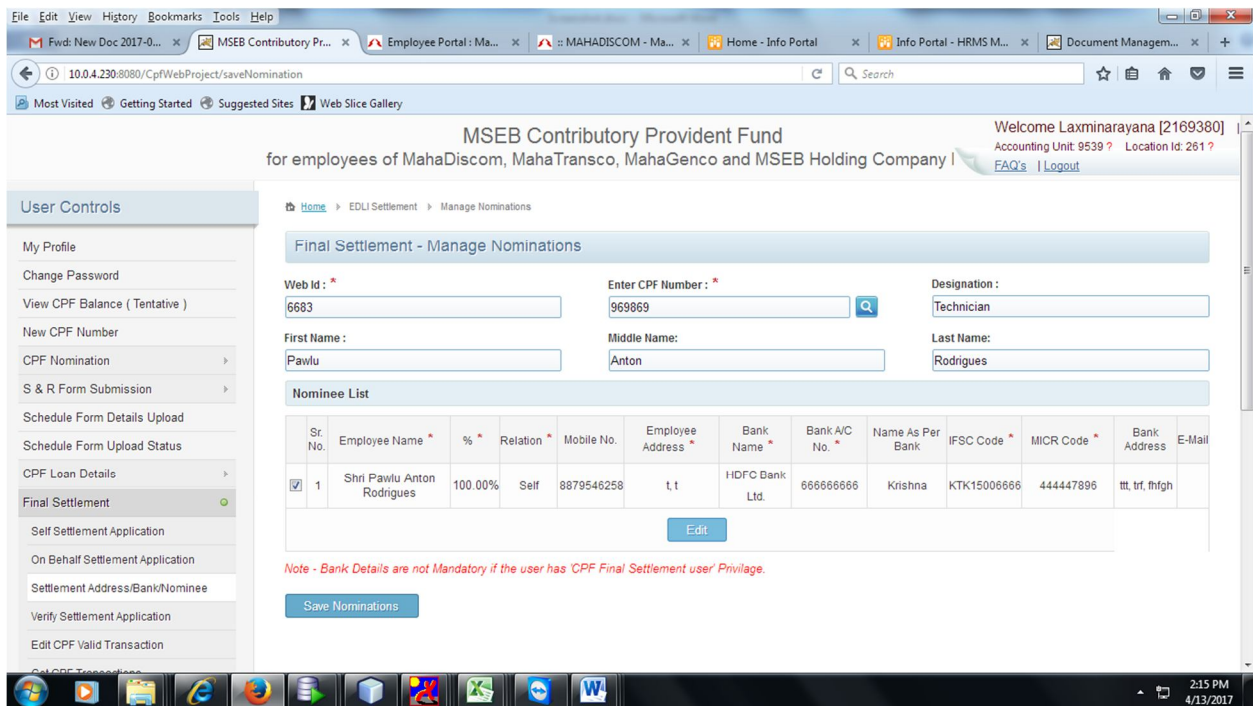 File Edit View History Bookmarks Tools Help
Fwd: New Doc 2017-0... × MSEB Contributory Pr... × Employee Portal : Ma... × :: MAHADISCOM - Ma... × Home - Info Portal × Info Portal - HRMS M... × Document Managem... × +
10.0.4.230:8080/CpfWebProject/saveNomination Search
Most Visited Getting Started Suggested Sites Web Slice Gallery
MSEB Contributory Provident Fund
for employees of MahaDiscom, MahaTransco, MahaGenco and MSEB Holding Company
Welcome Laxminarayana [2169380] |
Accounting Unit: 9539 ? Location Id: 261 ?
FAQ's | Logout
User Controls
My Profile
Change Password
View CPF Balance ( Tentative )
New CPF Number
CPF Nomination
S & R Form Submission
Schedule Form Details Upload
Schedule Form Upload Status
CPF Loan Details
Final Settlement
Self Settlement Application
On Behalf Settlement Application
Settlement Address/Bank/Nominee
Verify Settlement Application
Edit CPF Valid Transaction
Home EDLI Settlement Manage Nominations
Final Settlement - Manage Nominations
Web Id : * Enter CPF Number : * Designation :
6683 969869 Technician
First Name : Middle Name: Last Name:
Pawlu Anton Rodrigues
Nominee List
Sr. No. Employee Name * % * Relation * Mobile No. Employee Address * Bank Name * Bank A/C No. * Name As Per Bank IFSC Code * MICR Code * Bank Address E-Mail
1 Shri Pawlu Anton Rodrigues 100.00% Self 8879546258 t, t HDFC Bank Ltd. 666666666 Krishna KTK15006666 444447896 ttt, trf, fhfgh
Edit
Note - Bank Details are not Mandatory if the user has 'CPF Final Settlement user' Privilage.
Save Nominations
2:15 PM
4/13/2017